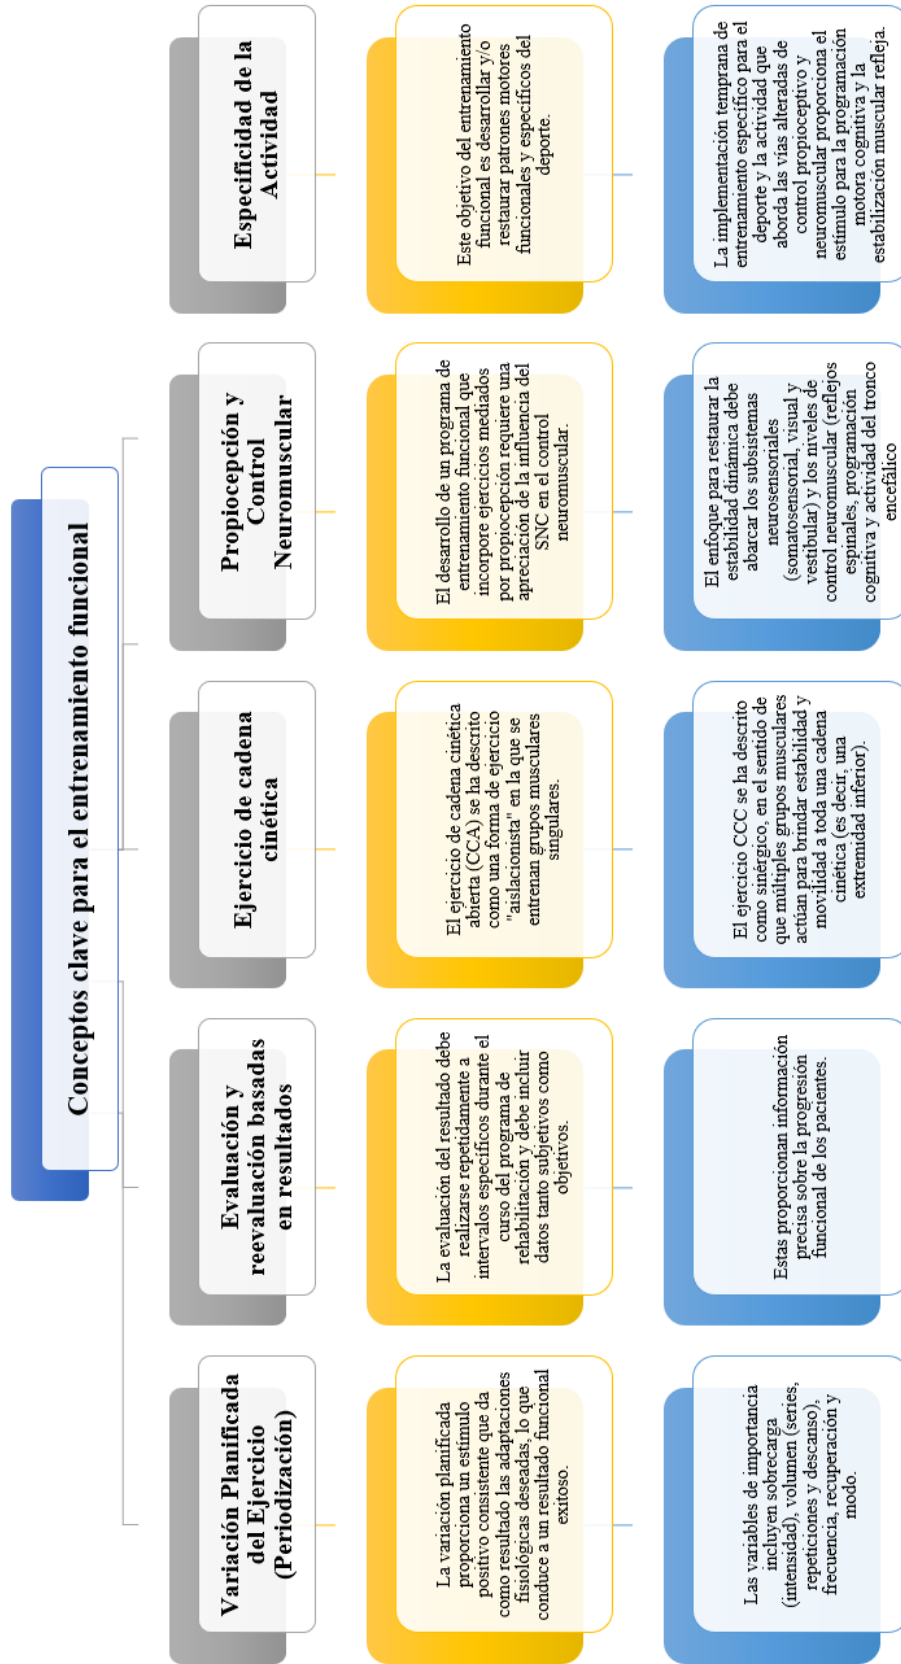 Conceptos clave para el entrenamiento funcional
Variación Planificada
del Ejercicio
(Periodización)
La variación planificada
proporciona un estímulo
positivo consistente que da
como resultado las adaptaciones
fisiológicas deseadas, lo que
conduce a un resultado funcional
exitoso.
Las variables de importancia
incluyen sobrecarga
(intensidad), volumen (series,
repeticiones y descanso),
frecuencia, recuperación y
modo.
Evaluación y
reevaluación basadas
en resultados
La evaluación del resultado debe
realizarse repetidamente a
intervalos específicos durante el
curso del programa de
rehabilitación y debe incluir
datos tanto subjetivos como
objetivos.
Estas proporcionan información
precisa sobre la progresión
funcional de los pacientes.
Ejercicio de cadena
cinética
El ejercicio de cadena cinética
abierta (CCA) se ha descrito
como una forma de ejercicio
"aislacionista" en la que se
entrenan grupos musculares
singulares.
El ejercicio CCC se ha descrito
como sinérgico, en el sentido de
que múltiples grupos musculares
actúan para brindar estabilidad y
movilidad a toda una cadena
cinética (es decir, una
extremidad inferior).
Propiocepción y
Control
Neuromuscular
El desarrollo de un programa de
entrenamiento funcional que
incorpore ejercicios mediados
por propiocepción requiere una
apreciación de la influencia del
SNC en el control
neuromuscular.
El enfoque para restaurar la
estabilidad dinámica debe
abarcar los subsistemas
neurosensoriales
(somatosensorial, visual y
vestibular) y los niveles de
control neuromuscular (reflejos
espinales, programación
cognitiva y actividad del tronco
encefálico
Especificidad de la
Actividad
Este objetivo del entrenamiento
funcional es desarrollar y/o
restaurar patrones motores
funcionales y específicos del
deporte.
La implementación temprana de
entrenamiento específico para el
deporte y la actividad que
aborda las vías alteradas de
control propioceptivo y
neuromuscular proporciona el
estímulo para la programación
motora cognitiva y la
estabilización muscular refleja.